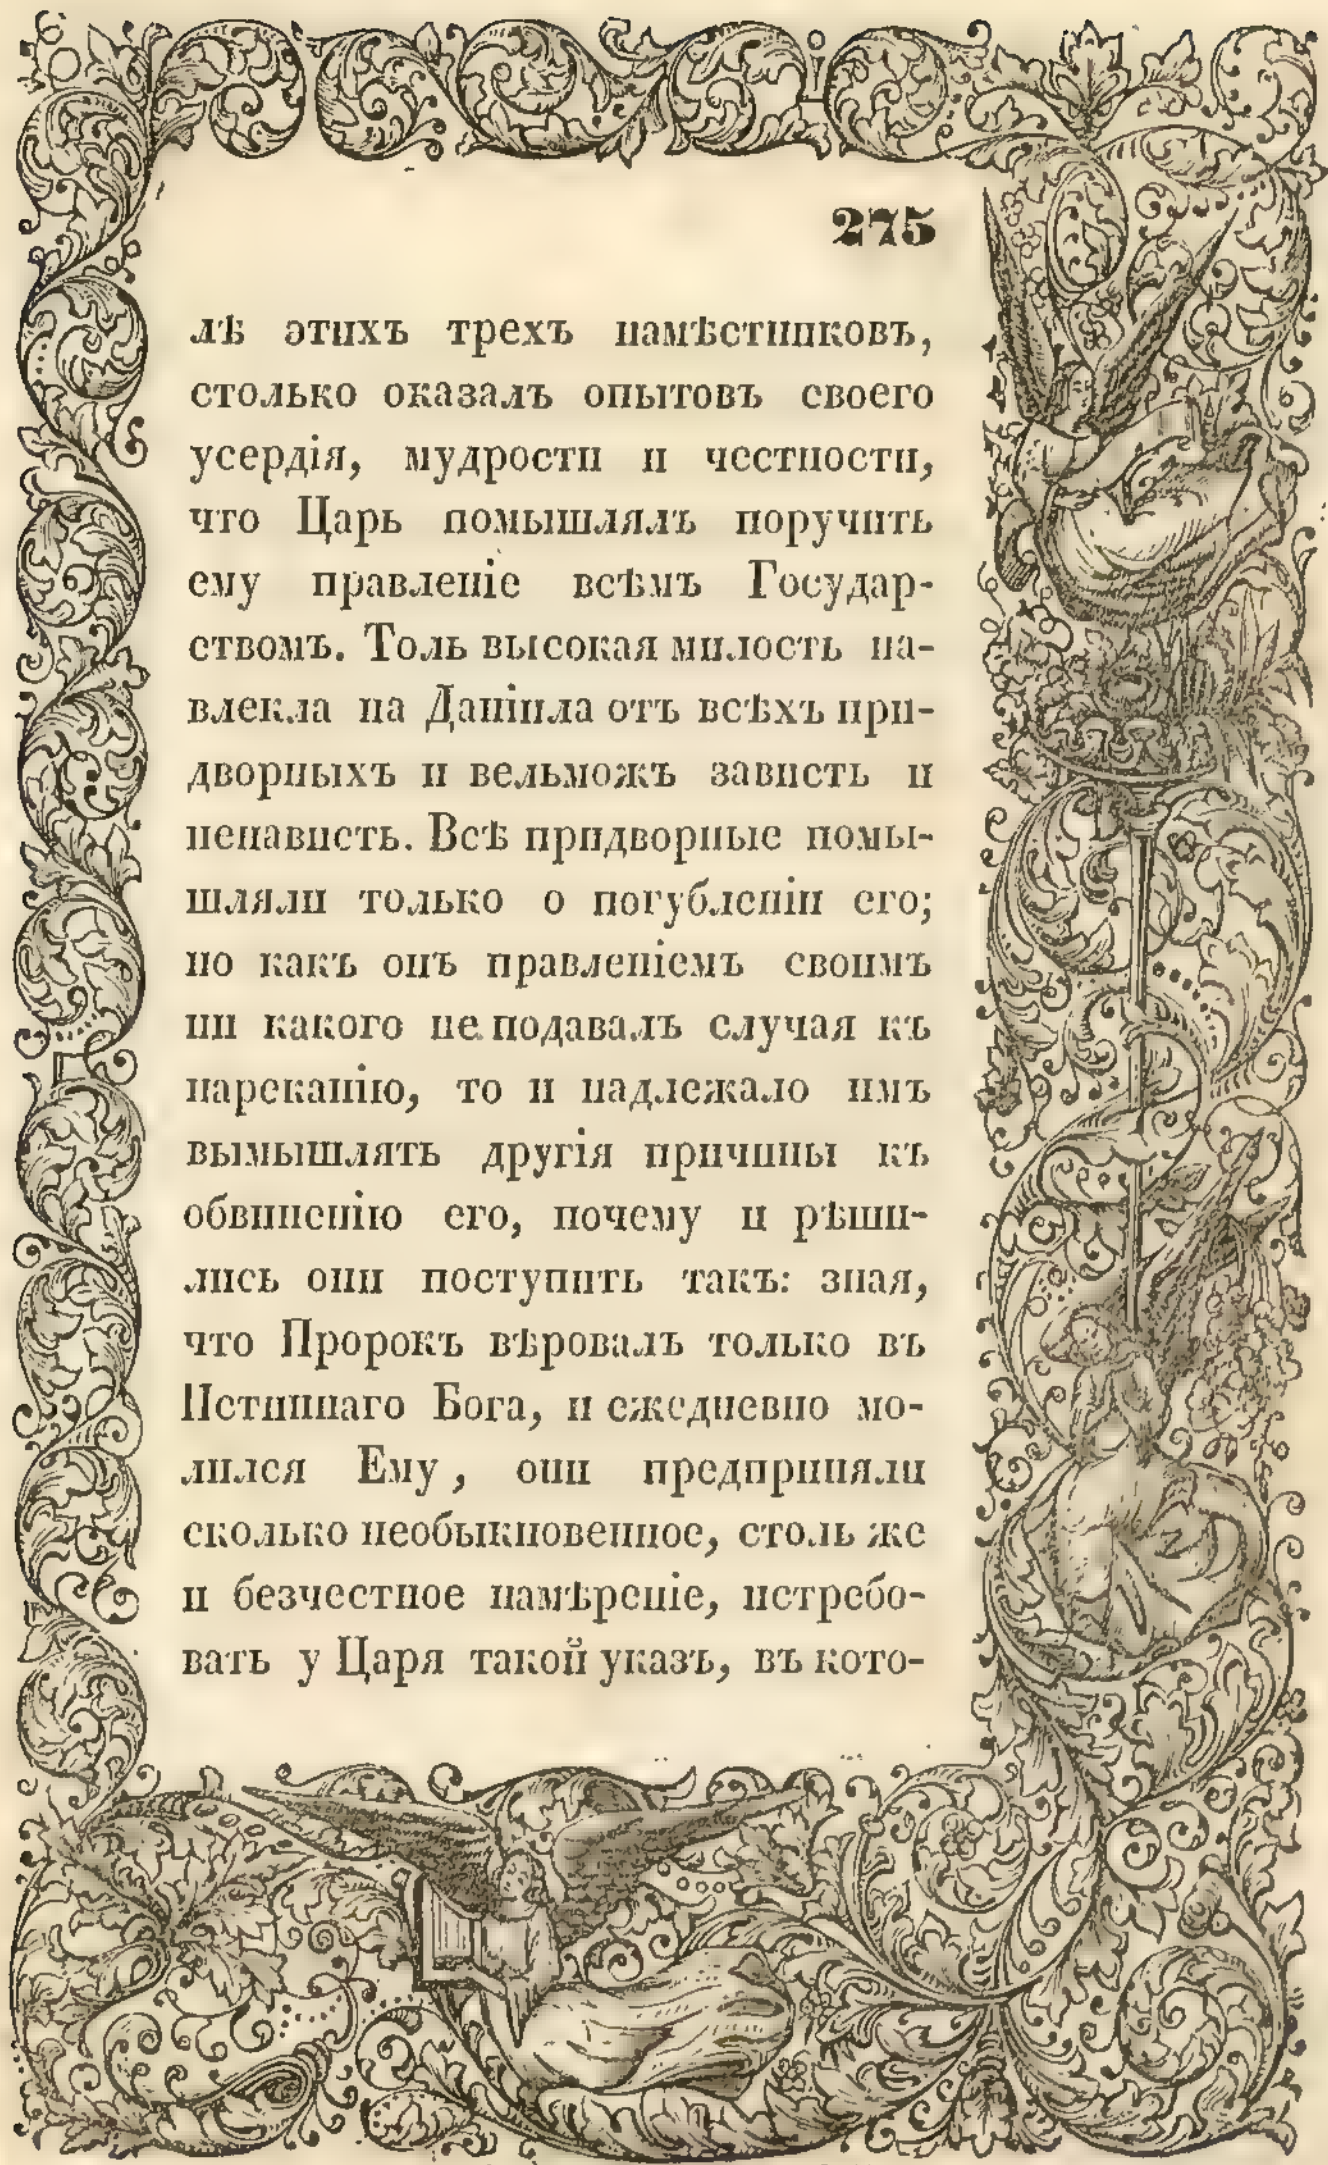 275
лѣ этихъ трехъ намѣстниковъ,
столько оказалъ опытовъ своего
усердія, мудрости и честности,
что Царь помышлялъ поручить
ему правленіе всѣмъ Государ-
ствомъ. Толь высокая милость на-
влекла на Даніила отъ всѣхъ при-
дворныхъ и вельможъ зависть и
ненависть. Всѣ придворные помы-
шляли только о погубленіи его;
но какъ онъ правленіемъ своимъ
ни какого не подавалъ случая къ
нареканію, то и надлежало имъ
вымышлять другія причины къ
обвиненію его, почему и рѣши-
лись они поступить такъ: зная,
что Пророкъ вѣровалъ только въ
Истиннаго Бога, и ежедневно мо-
лился Ему, они предприняли
сколько необыкновенное, столь же
и безчестное намѣреніе, истребо-
вать у Царя такой указъ, въ кото-